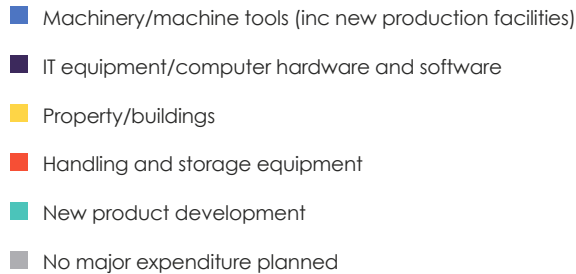 Machinery/machine tools (inc new production facilities)
IT equipment/computer hardware and software
Property/buildings
Handling and storage equipment
New product development
No major expenditure planned